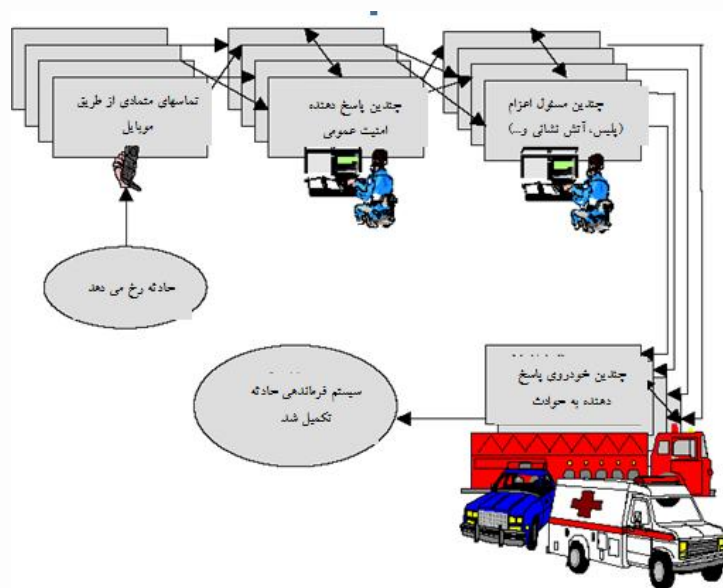 تماسهای متمادی از طریق
موبایل
چندین پاسخ دهنده
امنیت عمومی
چندین مسئول اعزام
(پلیس، آتش نشانی و...)
حادثه رخ می دهد
چندین خودروی پاسخ
دهنده به حوادث
سیستم فرماندهی حادثه
تکمیل شد